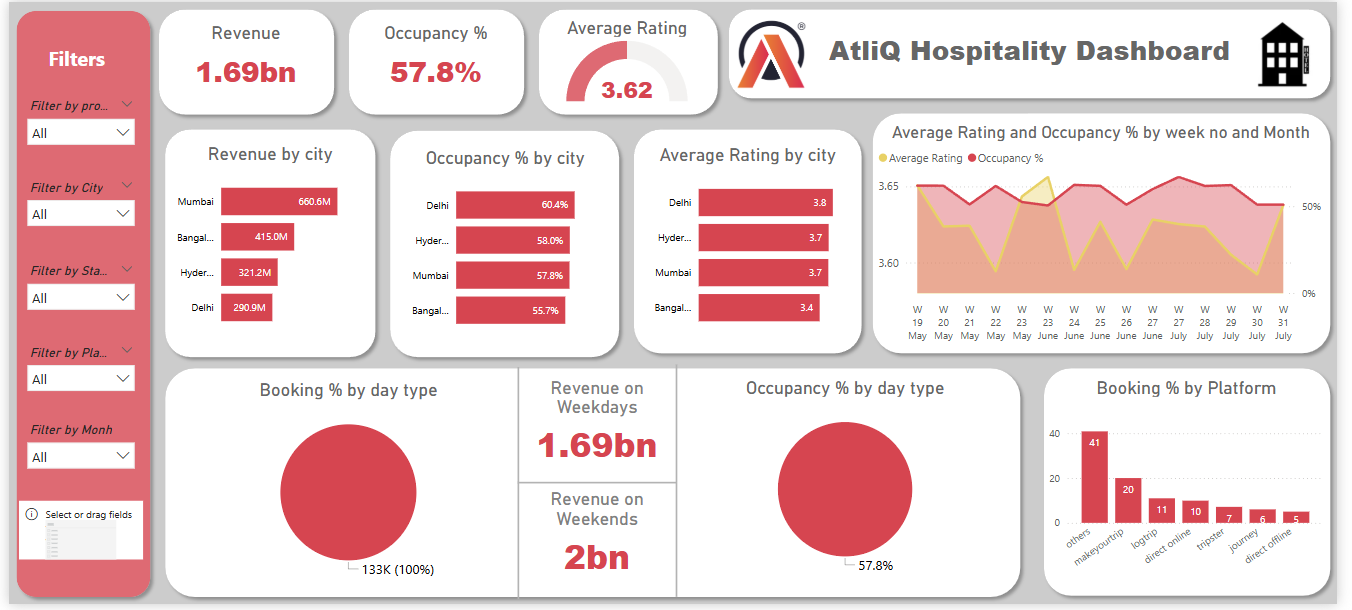 Filters
Filter by pro...
All
Filter by City
All
Filter by Sta...
All
Filter by Pla...
All
Filter by Monh
All
Select or drag fields
Revenue
1.69bn
Occupancy %
57.8%
Average Rating
3.62
®
AtliQ Hospitality Dashboard
HOTEL
Revenue by city
Mumbai 660.6M
Bangal... 415.0M
Hyder... 321.2M
Delhi 290.9M
Occupancy % by city
Delhi 60.4%
Hyder... 58.0%
Mumbai 57.8%
Bangal... 55.7%
Average Rating by city
Delhi 3.8
Hyder... 3.7
Mumbai 3.7
Bangal... 3.4
Average Rating and Occupancy % by week no and Month
Average Rating Occupancy %
3.65
50%
3.60
0%
W W W W W W W W W W W W W W W
19 20 21 22 23 23 24 25 26 27 27 28 29 30 31
May May May May May June June June June June July July July July July
Booking % by day type
133K (100%)
Revenue on
Weekdays
1.69bn
Revenue on
Weekends
2bn
Occupancy % by day type
57.8%
Booking % by Platform
40
20
0
41 20 11 10 7 6 5
others makeyourtrip logtrip direct online tripster journey direct offline